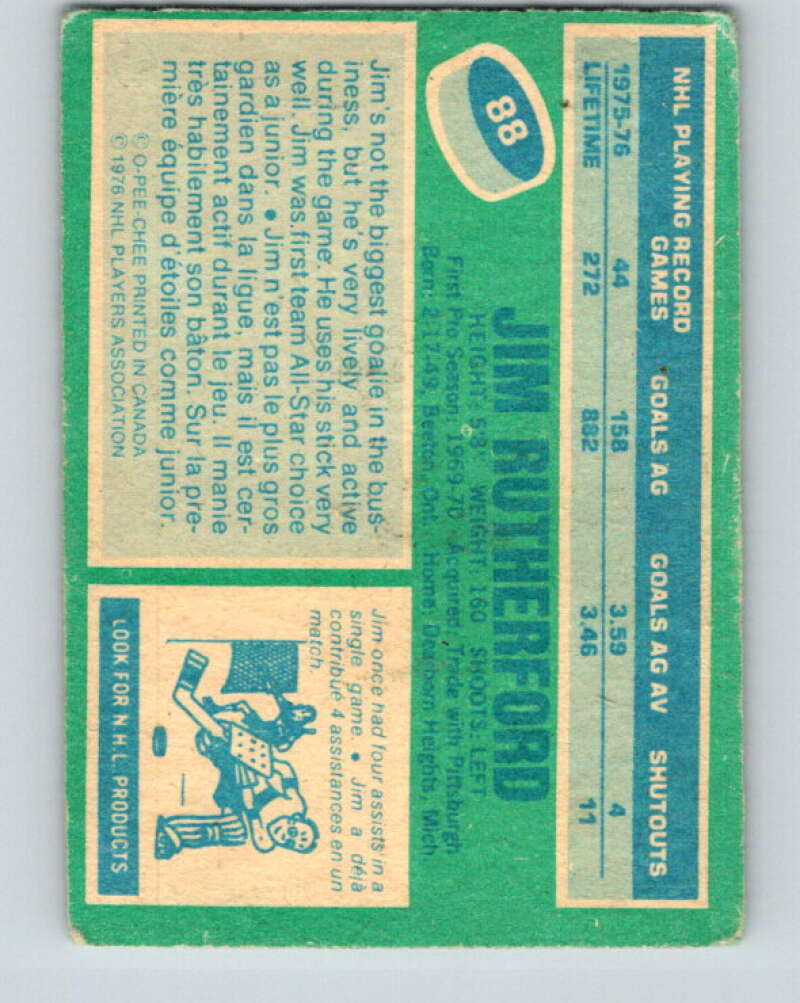 NHL PLAYING RECORD
GAMES GOALS AG GOALS AG AV SHUTOUTS
1975-76 44 158 3.59 4
LIFETIME 272 882 3.46 11
88
JIM RUTHERFORD
HEIGHT: 5'8" WEIGHT: 160 SHOOTS: LEFT
First Pro Season: 1969-70 Acquired: Trade with Pittsburgh
Born: 2-17-49, Beeton, Ont. Home: Dearborn Heights, Mich
Jim's not the biggest goalie in the bus-
iness, but he's very lively and active
during the game. He uses his stick very
well. Jim was first team All-Star choice
as a junior. • Jim n'est pas le plus gros
gardien dans la ligue, mais il est cer-
tainement actif durant le jeu. Il manie
très habilement son bâton. Sur la pre-
mière équipe d'étoiles comme junior.
© O-PEE-CHEE PRINTED IN CANADA
© 1976 NHL PLAYERS ASSOCIATION
Jim once had four assists in a
single game. • Jim a déjà
contribué 4 assistances en un
match.
LOOK FOR N.H.L. PRODUCTS